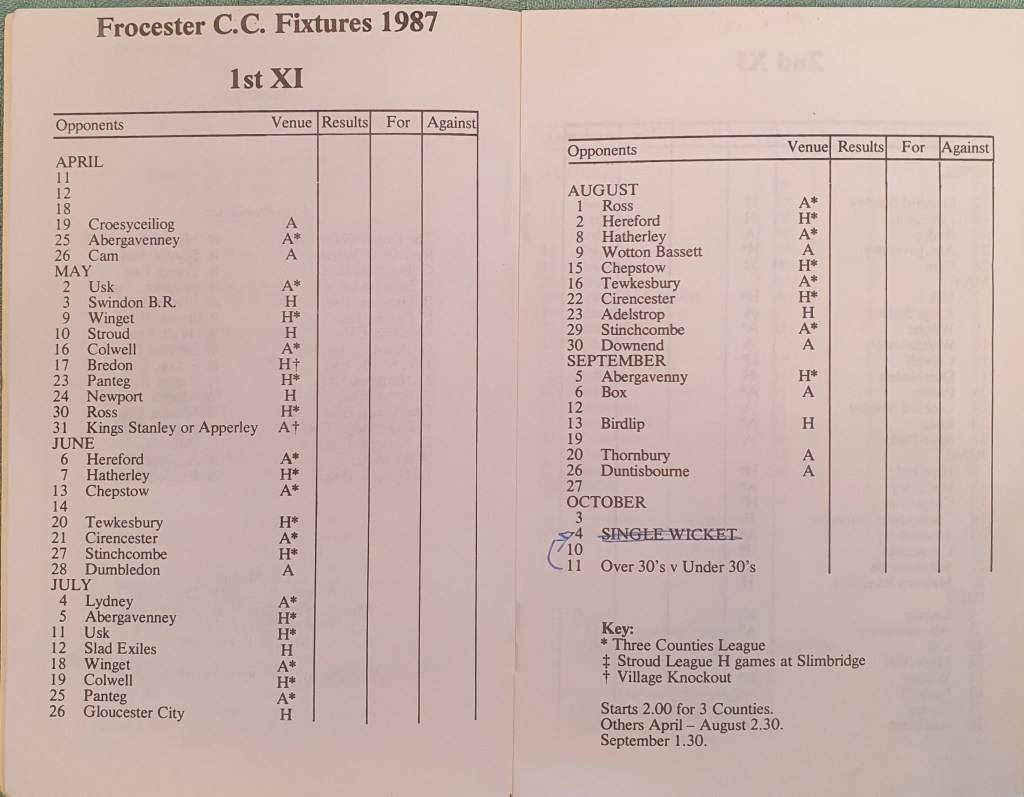 Frocester C.C. Fixtures 1987
1st XI
Opponents Venue Results For Against
APRIL
11
12
18
19 Croesyceiliog A
25 Abergavenney A*
26 Cam A
MAY
2 Usk A*
3 Swindon B.R. H
9 Winget H*
10 Stroud H
16 Colwell A*
17 Bredon H†
23 Panteg H*
24 Newport H
30 Ross H*
31 Kings Stanley or Apperley A†
JUNE
6 Hereford A*
7 Hatherley H*
13 Chepstow A*
14
20 Tewkesbury H*
21 Cirencester A*
27 Stinchcombe H*
28 Dumbledon A
JULY
4 Lydney A*
5 Abergavenney H*
11 Usk H*
12 Slad Exiles H
18 Winget A*
19 Colwell H*
25 Panteg A*
26 Gloucester City H
Opponents Venue Results For Against
AUGUST
1 Ross A*
2 Hereford H*
8 Hatherley A*
9 Wotton Bassett A
15 Chepstow H*
16 Tewkesbury A*
22 Cirencester H*
23 Adelstrop H
29 Stinchcombe A*
30 Downend A
SEPTEMBER
5 Abergavenny H*
6 Box A
12
13 Birdlip H
19
20 Thornbury A
26 Duntisbourne A
27
OCTOBER
3
4 SINGLE WICKET
10
11 Over 30's v Under 30's
Key:
* Three Counties League
‡ Stroud League H games at Slimbridge
† Village Knockout
Starts 2.00 for 3 Counties.
Others April – August 2.30.
September 1.30.